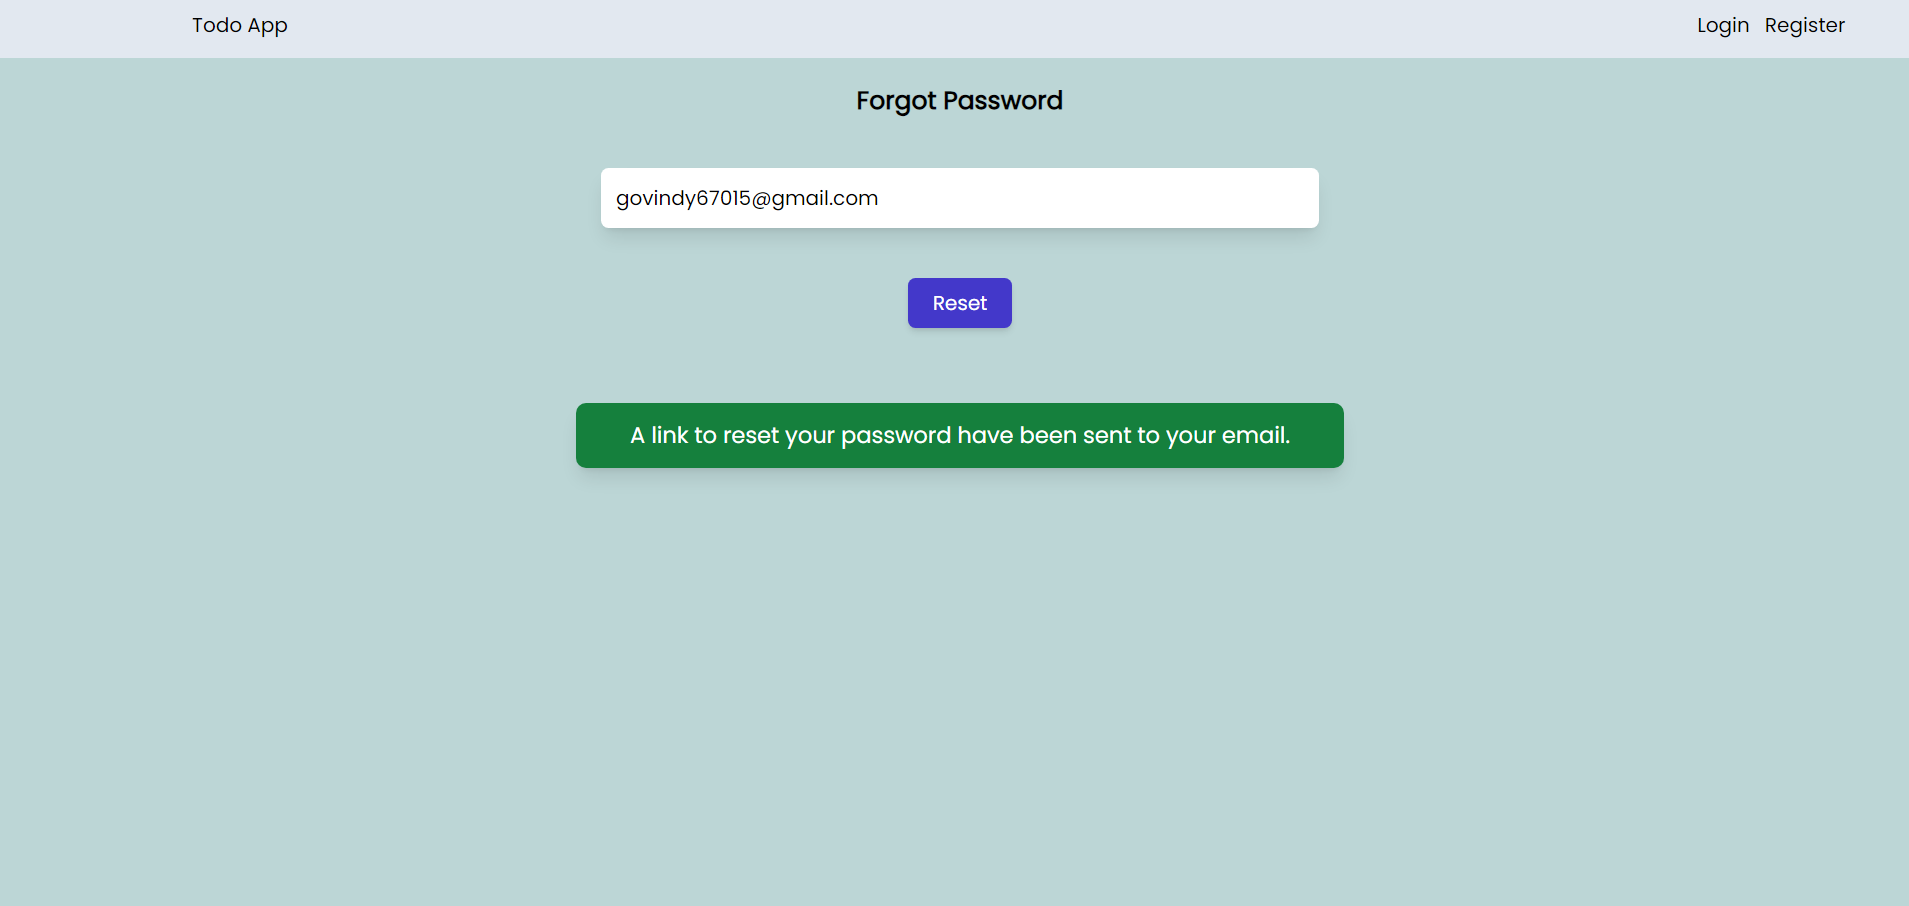 Todo App
Login Register
Forgot Password
govindy67015@gmail.com
Reset
A link to reset your password have been sent to your email.